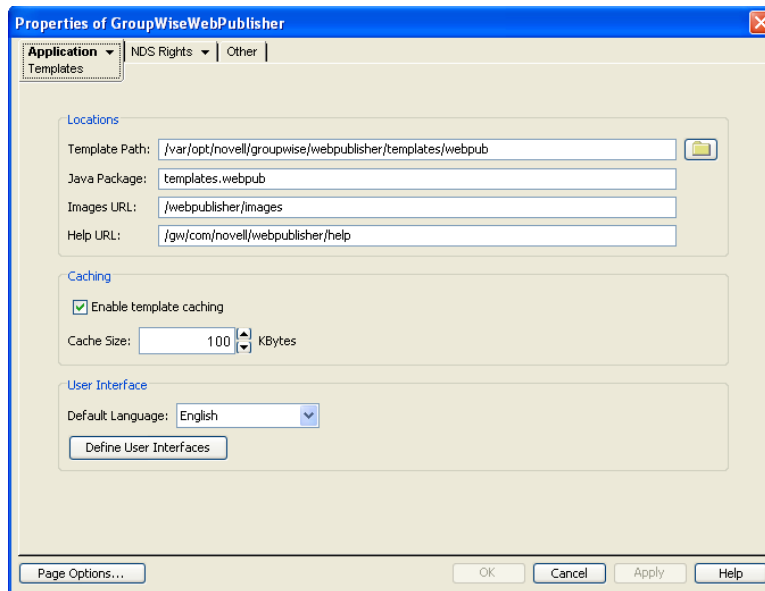 Properties of GroupWiseWebPublisher
Application NDS Rights Other
Templates
Locations
Template Path: /var/opt/novell/groupwise/webpublisher/templates/webpub
Java Package: templates.webpub
Images URL: /webpublisher/images
Help URL: /gw/com/novell/webpublisher/help
Caching
Enable template caching
Cache Size: 100 KBytes
User Interface
Default Language: English
Define User Interfaces
Page Options... OK Cancel Apply Help